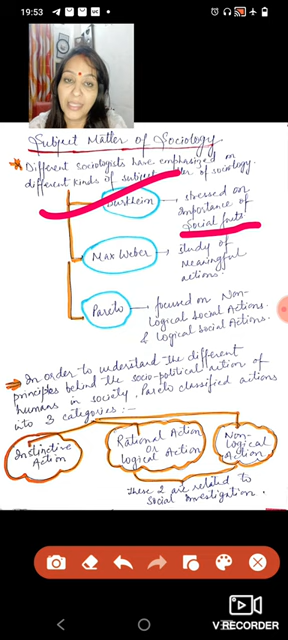 19:53
Subject Matter of Sociology
Different Sociologists have emphasized on
different kinds of subject matter of sociology.
Durkheim → stressed on
importance of
Social facts
Max Weber → study of
Meaningful
actions.
Pareto → focused on Non-
Logical Social Actions.
& Logical Social Actions.
⇒ In order to understand the different
principles behind the socio-political action of
humans in society, Pareto classified actions
into 3 categories:-
Instinctive
Action
Rational Action
OR
Logical Action
Non-
Logical
Action
These 2 are related to
Social Investigation.
V RECORDER